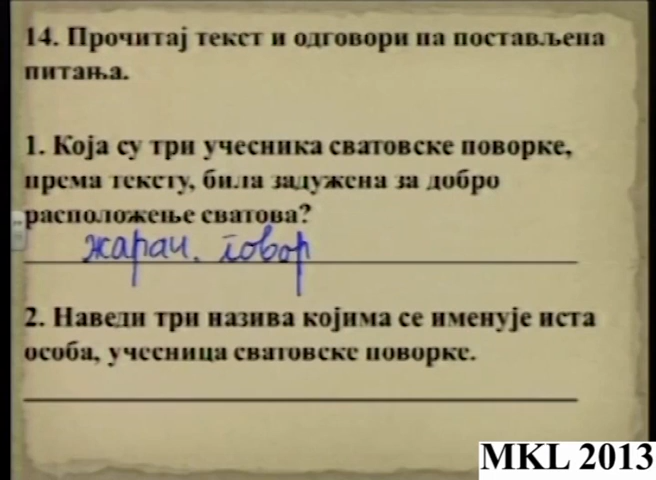 14. Прочитај текст и одговори на постављена
питања.
1. Која су три учесника сватовске поворке,
према тексту, била задужена за добро
расположење сватова?
жарач. говор
2. Наведи три назива којима се именује иста
особа, учесница сватовске поворке.
MKL 2013